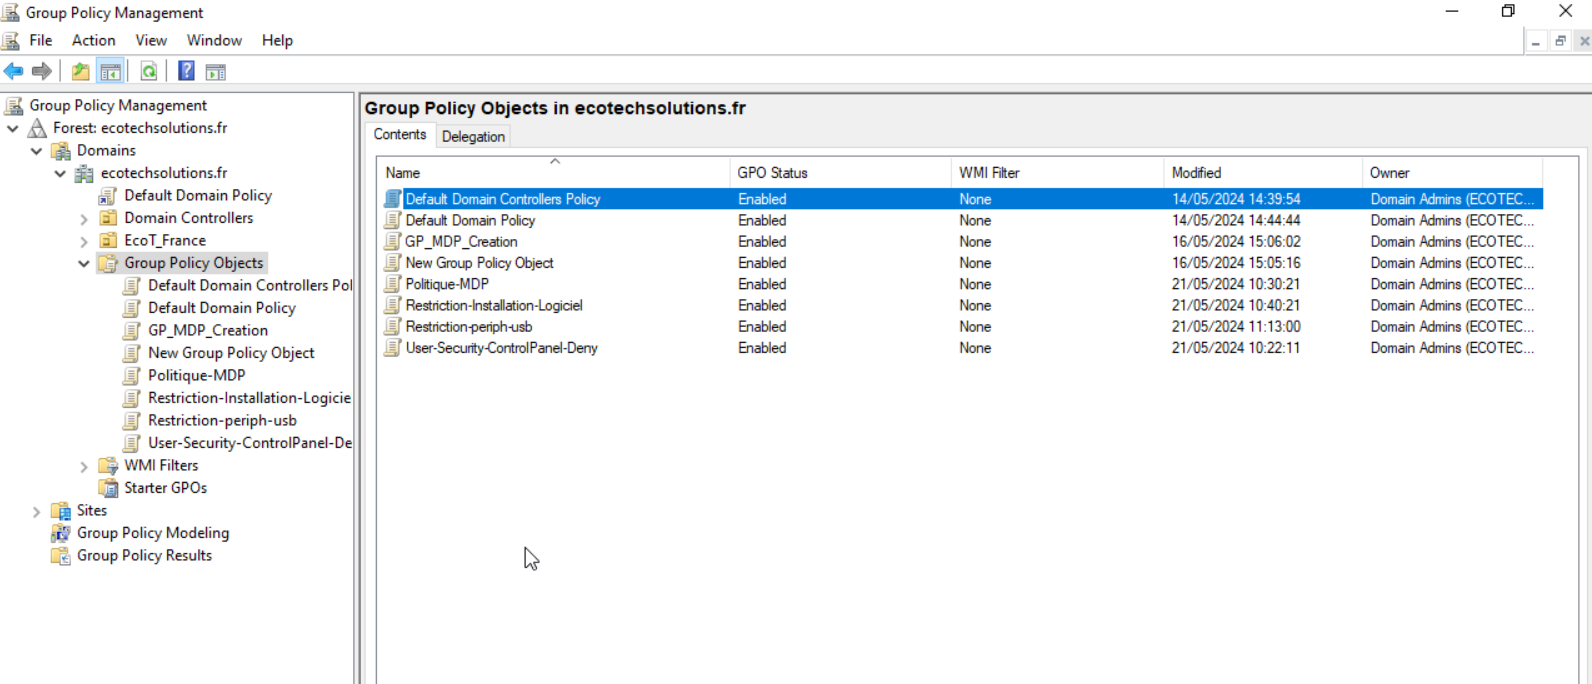 Group Policy Management
File Action View Window Help
Group Policy Management
Forest: ecotechsolutions.fr
Domains
ecotechsolutions.fr
Default Domain Policy
Domain Controllers
EcoT_France
Group Policy Objects
Default Domain Controllers Pol
Default Domain Policy
GP_MDP_Creation
New Group Policy Object
Politique-MDP
Restriction-Installation-Logicie
Restriction-periph-usb
User-Security-ControlPanel-De
WMI Filters
Starter GPOs
Sites
Group Policy Modeling
Group Policy Results
Group Policy Objects in ecotechsolutions.fr
Contents Delegation
Name GPO Status WMI Filter Modified Owner
Default Domain Controllers Policy Enabled None 14/05/2024 14:39:54 Domain Admins (ECOTEC...
Default Domain Policy Enabled None 14/05/2024 14:44:44 Domain Admins (ECOTEC...
GP_MDP_Creation Enabled None 16/05/2024 15:06:02 Domain Admins (ECOTEC...
New Group Policy Object Enabled None 16/05/2024 15:05:16 Domain Admins (ECOTEC...
Politique-MDP Enabled None 21/05/2024 10:30:21 Domain Admins (ECOTEC...
Restriction-Installation-Logiciel Enabled None 21/05/2024 10:40:21 Domain Admins (ECOTEC...
Restriction-periph-usb Enabled None 21/05/2024 11:13:00 Domain Admins (ECOTEC...
User-Security-ControlPanel-Deny Enabled None 21/05/2024 10:22:11 Domain Admins (ECOTEC...